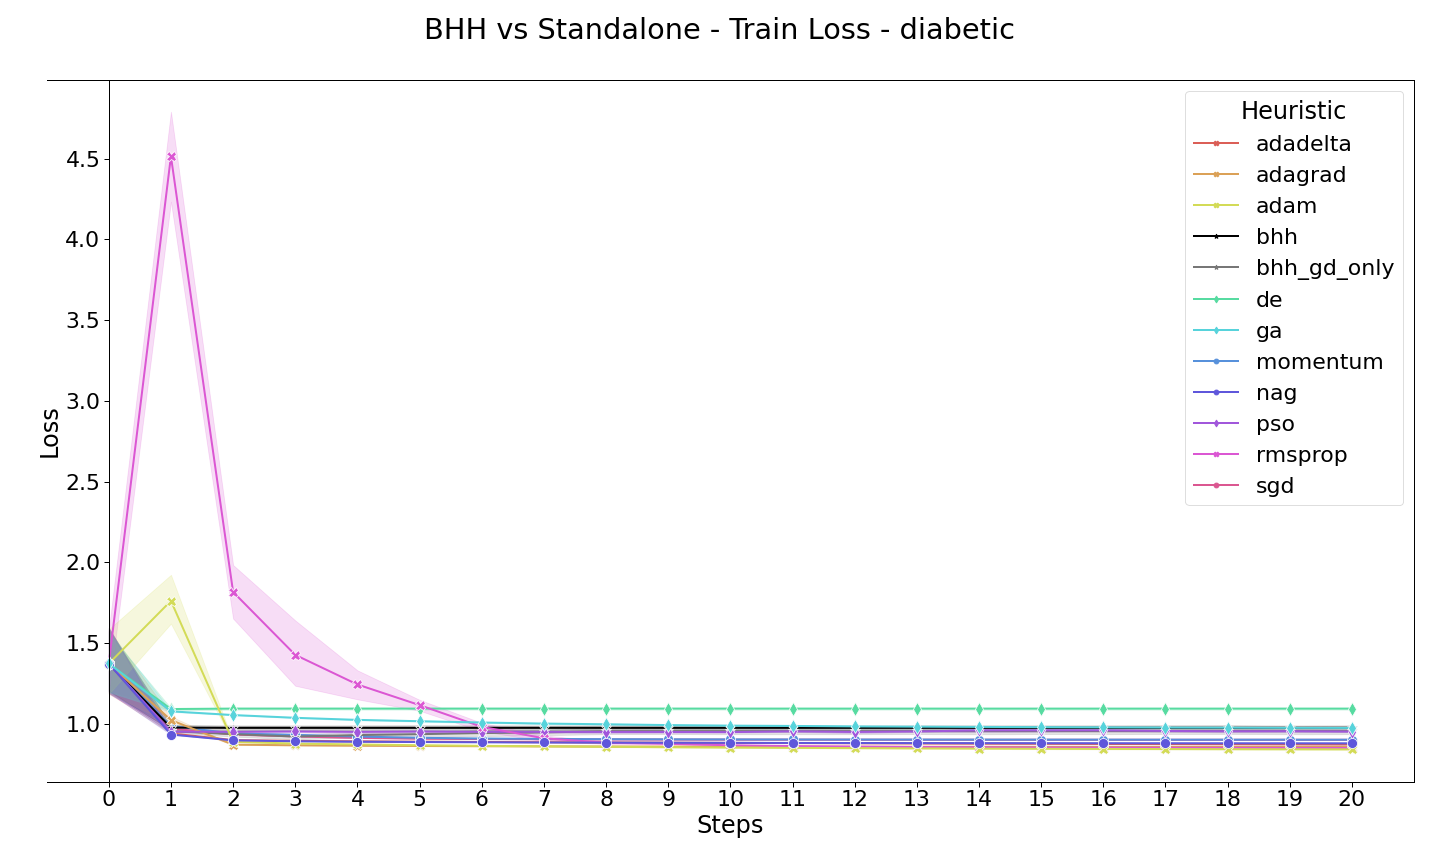 BHH vs Standalone - Train Loss - diabetic
Heuristic
adadelta
adagrad
adam
bhh
bhh_gd_only
de
ga
momentum
nag
pso
rmsprop
sgd
Loss
4.5
4.0
3.5
3.0
2.5
2.0
1.5
1.0
0 1 2 3 4 5 6 7 8 9 10 11 12 13 14 15 16 17 18 19 20
Steps